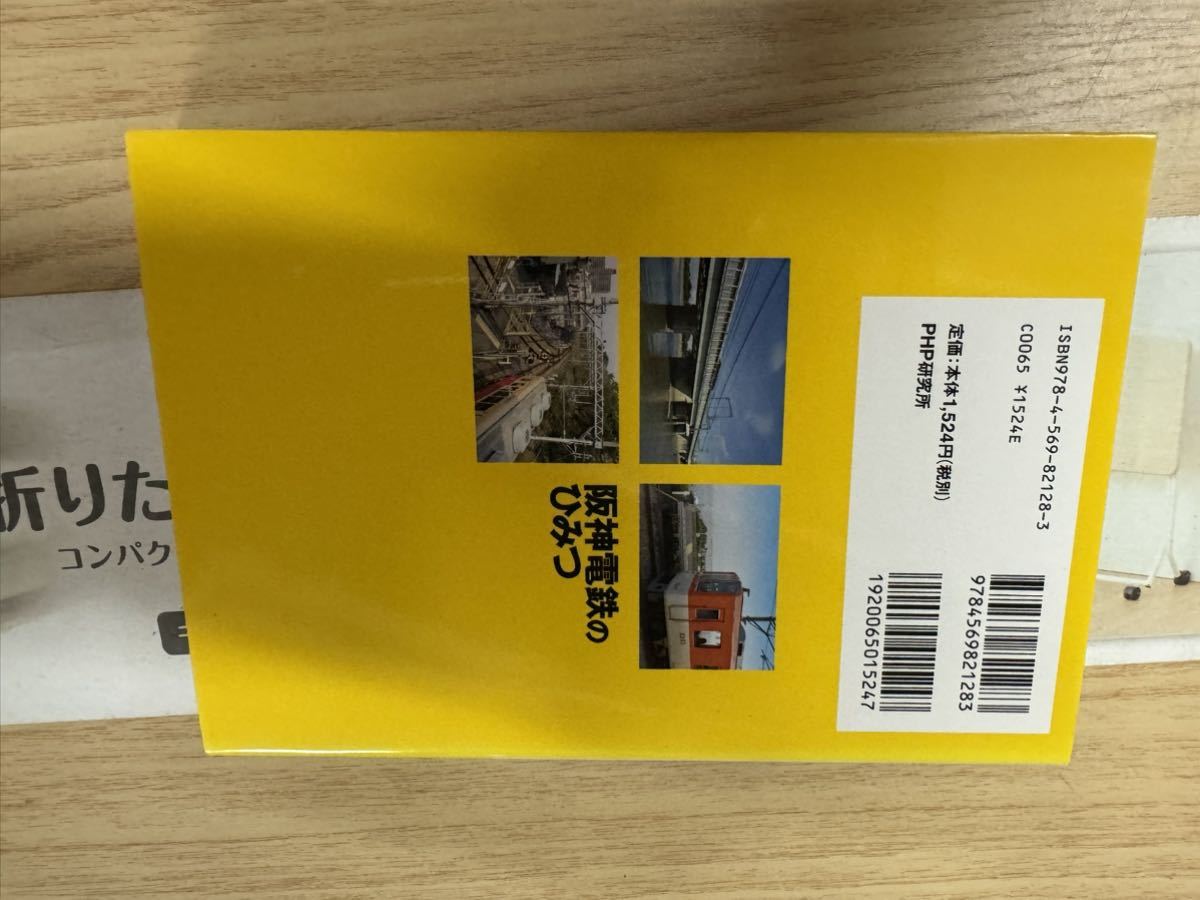 阪神電鉄の
ひみつ
ISBN978-4-569-82128-3
C0065 ¥1524E
定価：本体1,524円(税別)
PHP研究所
9784569821283
1920065015247
折りた
コンパク